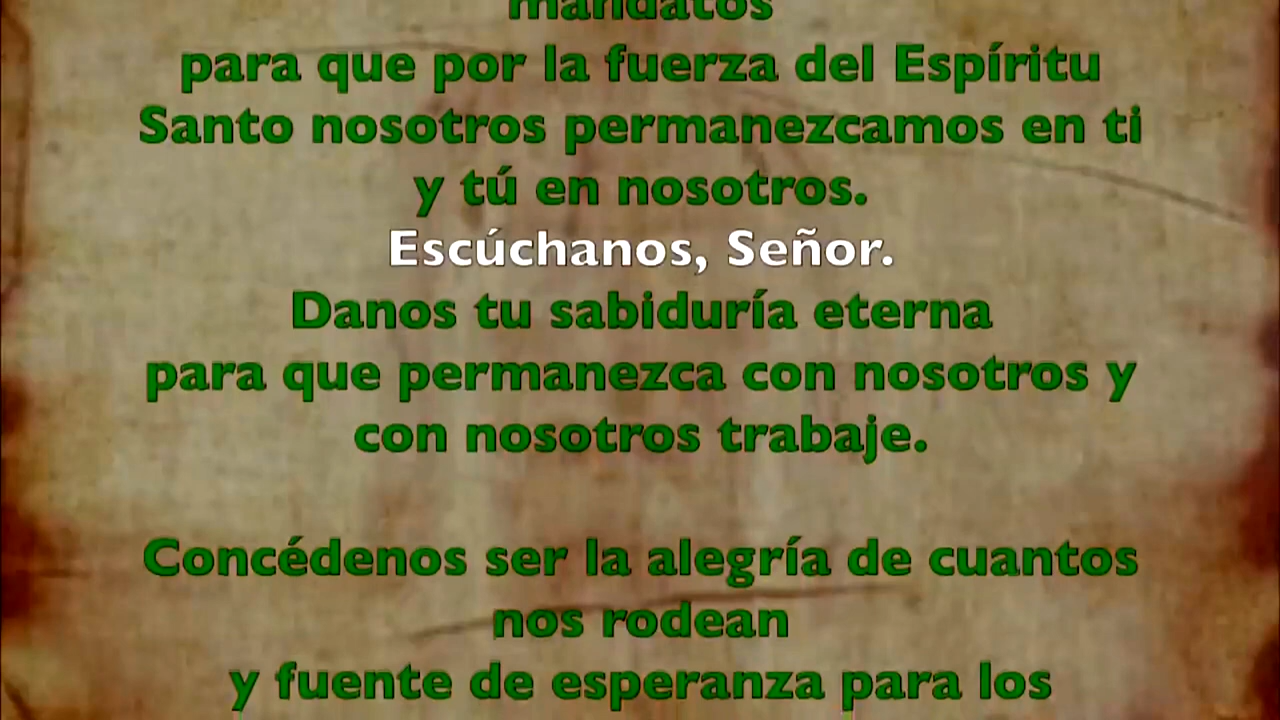 mandatos
para que por la fuerza del Espíritu
Santo nosotros permanezcamos en ti
y tú en nosotros.
Escúchanos, Señor.
Danos tu sabiduría eterna
para que permanezca con nosotros y
con nosotros trabaje.
Concédenos ser la alegría de cuantos
nos rodean
y fuente de esperanza para los